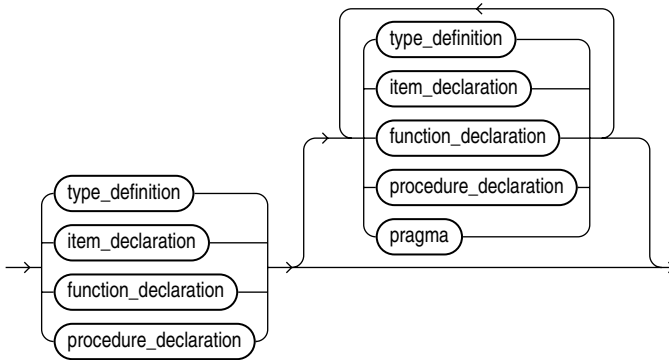 type_definition
item_declaration
function_declaration
procedure_declaration
type_definition
item_declaration
function_declaration
procedure_declaration
pragma